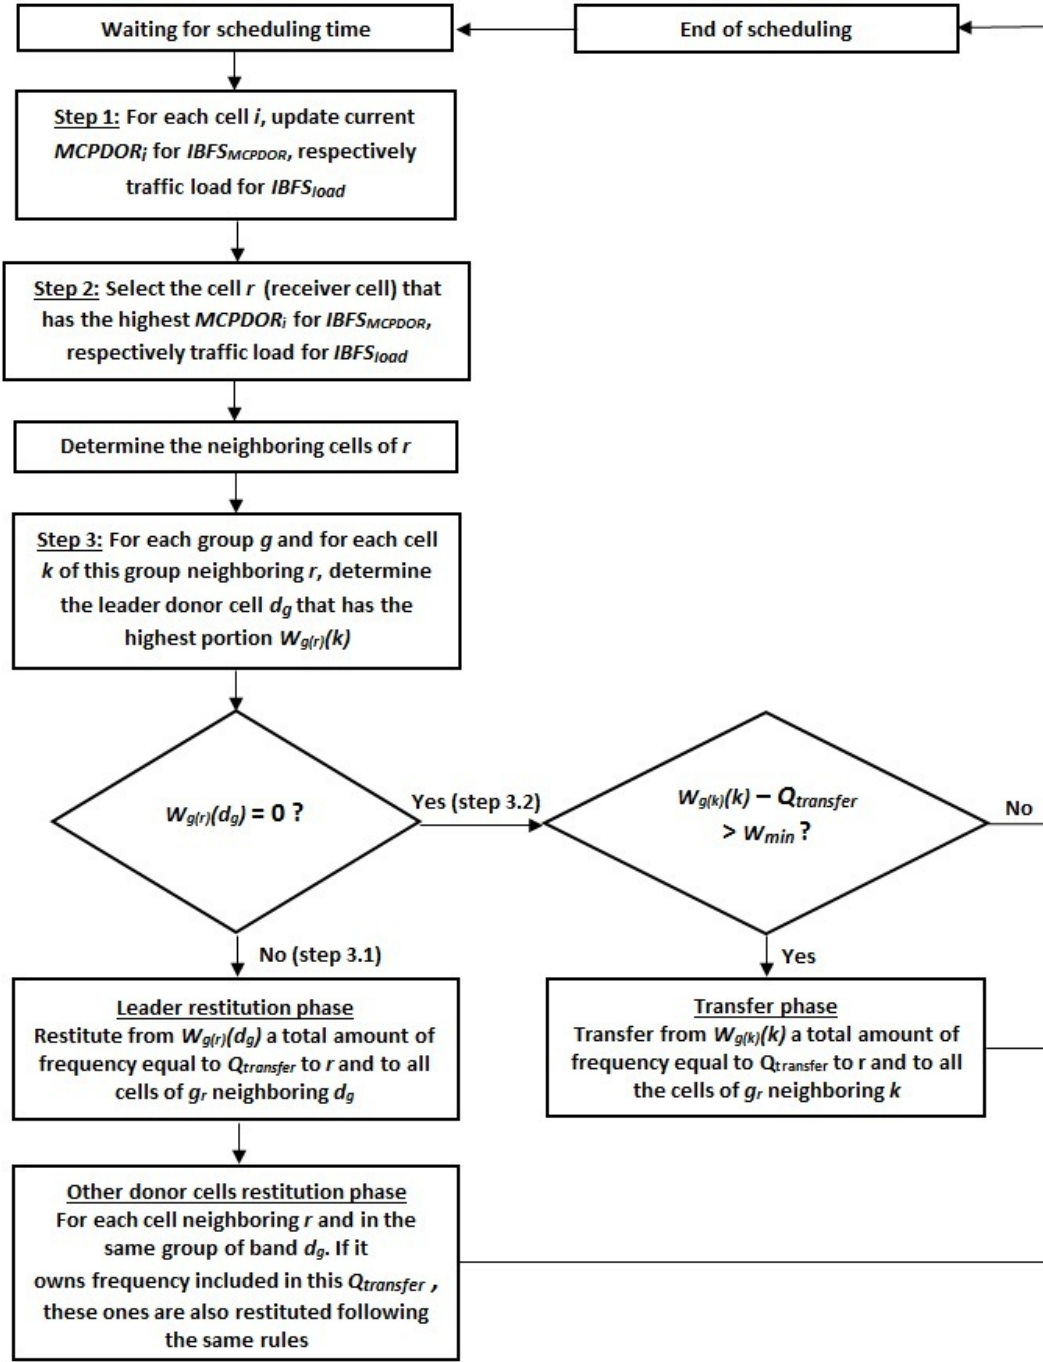 Waiting for scheduling time
End of scheduling
Step 1: For each cell i, update current
MCPDORi for IBFSMCPDOR, respectively
traffic load for IBFSload
Step 2: Select the cell r (receiver cell) that
has the highest MCPDORi for IBFSMCPDOR,
respectively traffic load for IBFSload
Determine the neighboring cells of r
Step 3: For each group g and for each cell
k of this group neighboring r, determine
the leader donor cell dg that has the
highest portion Wg(r)(k)
Wg(r)(dg) = 0 ?
Yes (step 3.2)
Wg(k)(k) – Qtransfer
> Wmin ?
No
No (step 3.1)
Yes
Leader restitution phase
Restitute from Wg(r)(dg) a total amount of
frequency equal to Qtransfer to r and to all
cells of gr neighboring dg
Transfer phase
Transfer from Wg(k)(k) a total amount of
frequency equal to Qtransfer to r and to all
the cells of gr neighboring k
Other donor cells restitution phase
For each cell neighboring r and in the
same group of band dg. If it
owns frequency included in this Qtransfer ,
these ones are also restituted following
the same rules